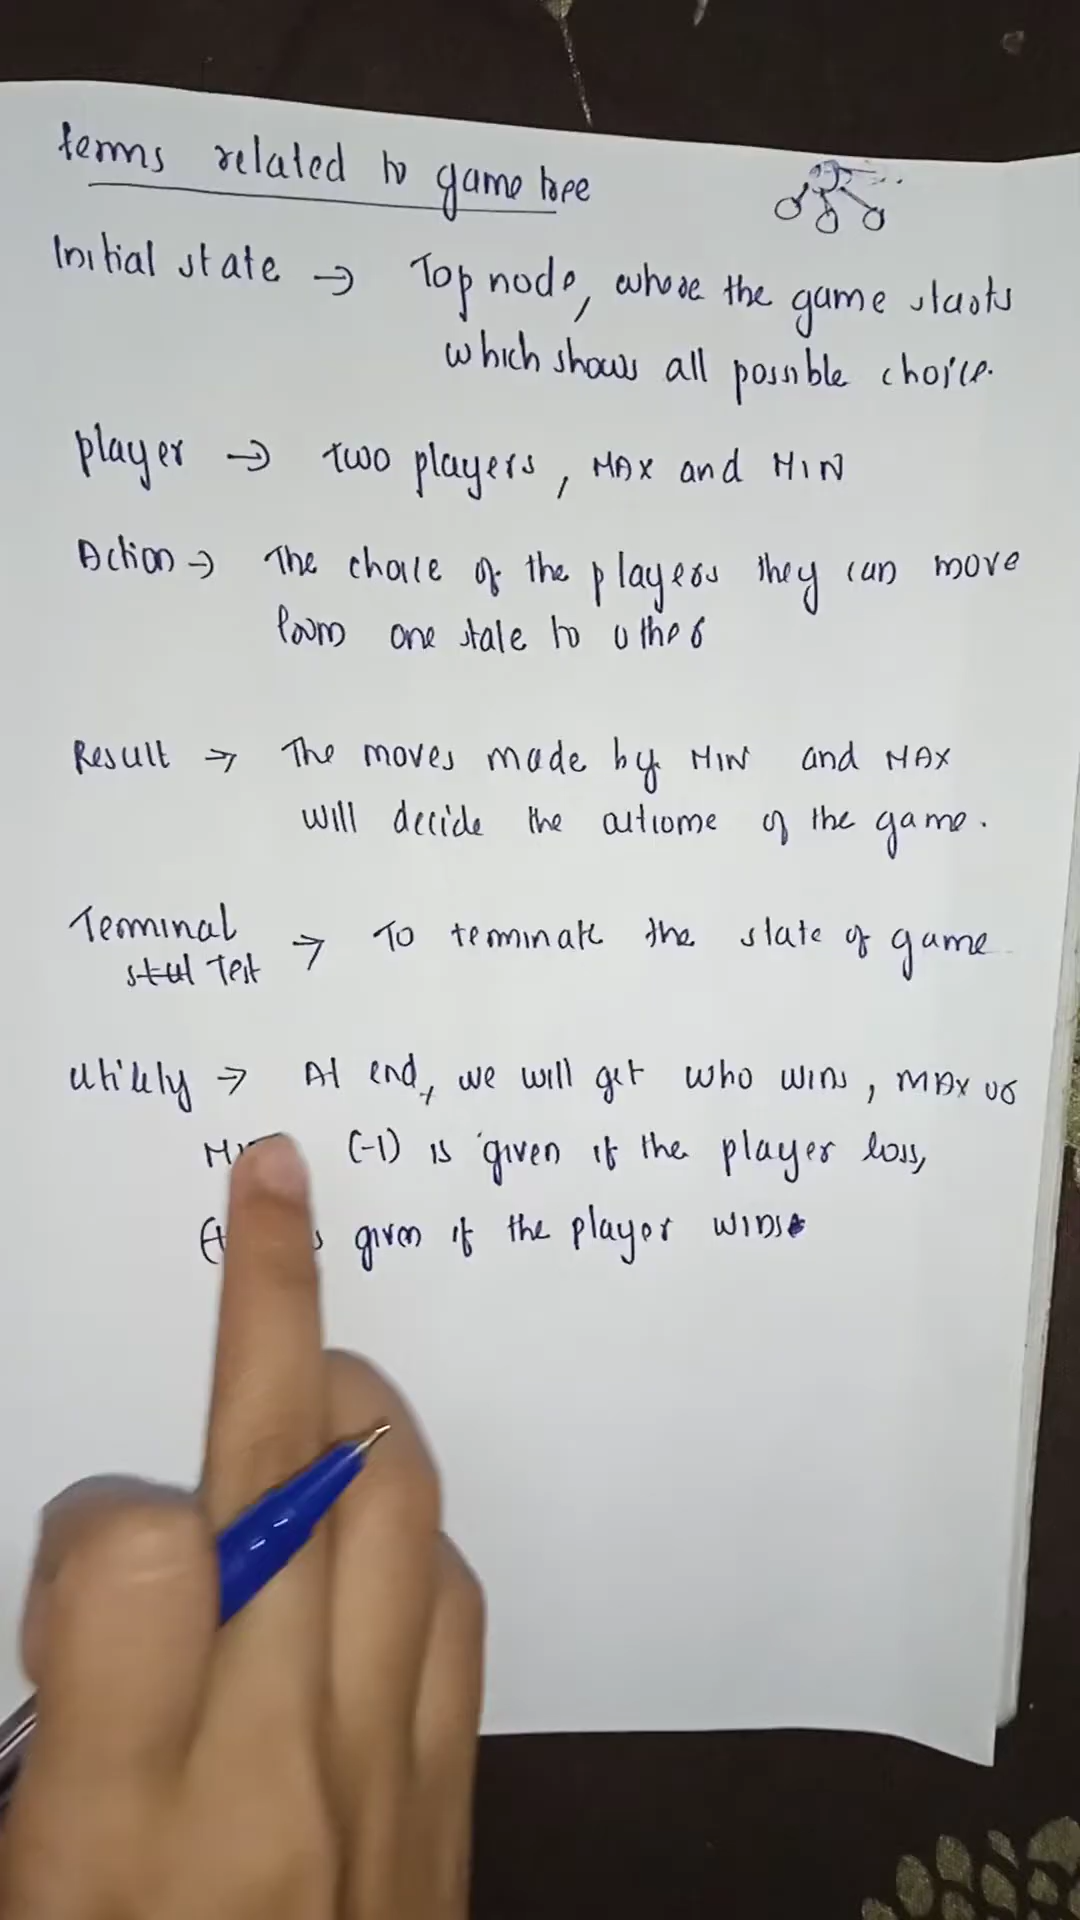 terms related to game tree
Initial state → Top node, where the game starts
which shows all possible choice.
player → two players, MAX and MIN
Action → The choice of the players they can move
from one state to other
Result → The moves made by MIN and MAX
will decide the outcome of the game.
Terminal
Test → To terminate the state of game
Utility → At end, we will get who wins, MAX or
(-1) is given if the player loss,
given if the player wins